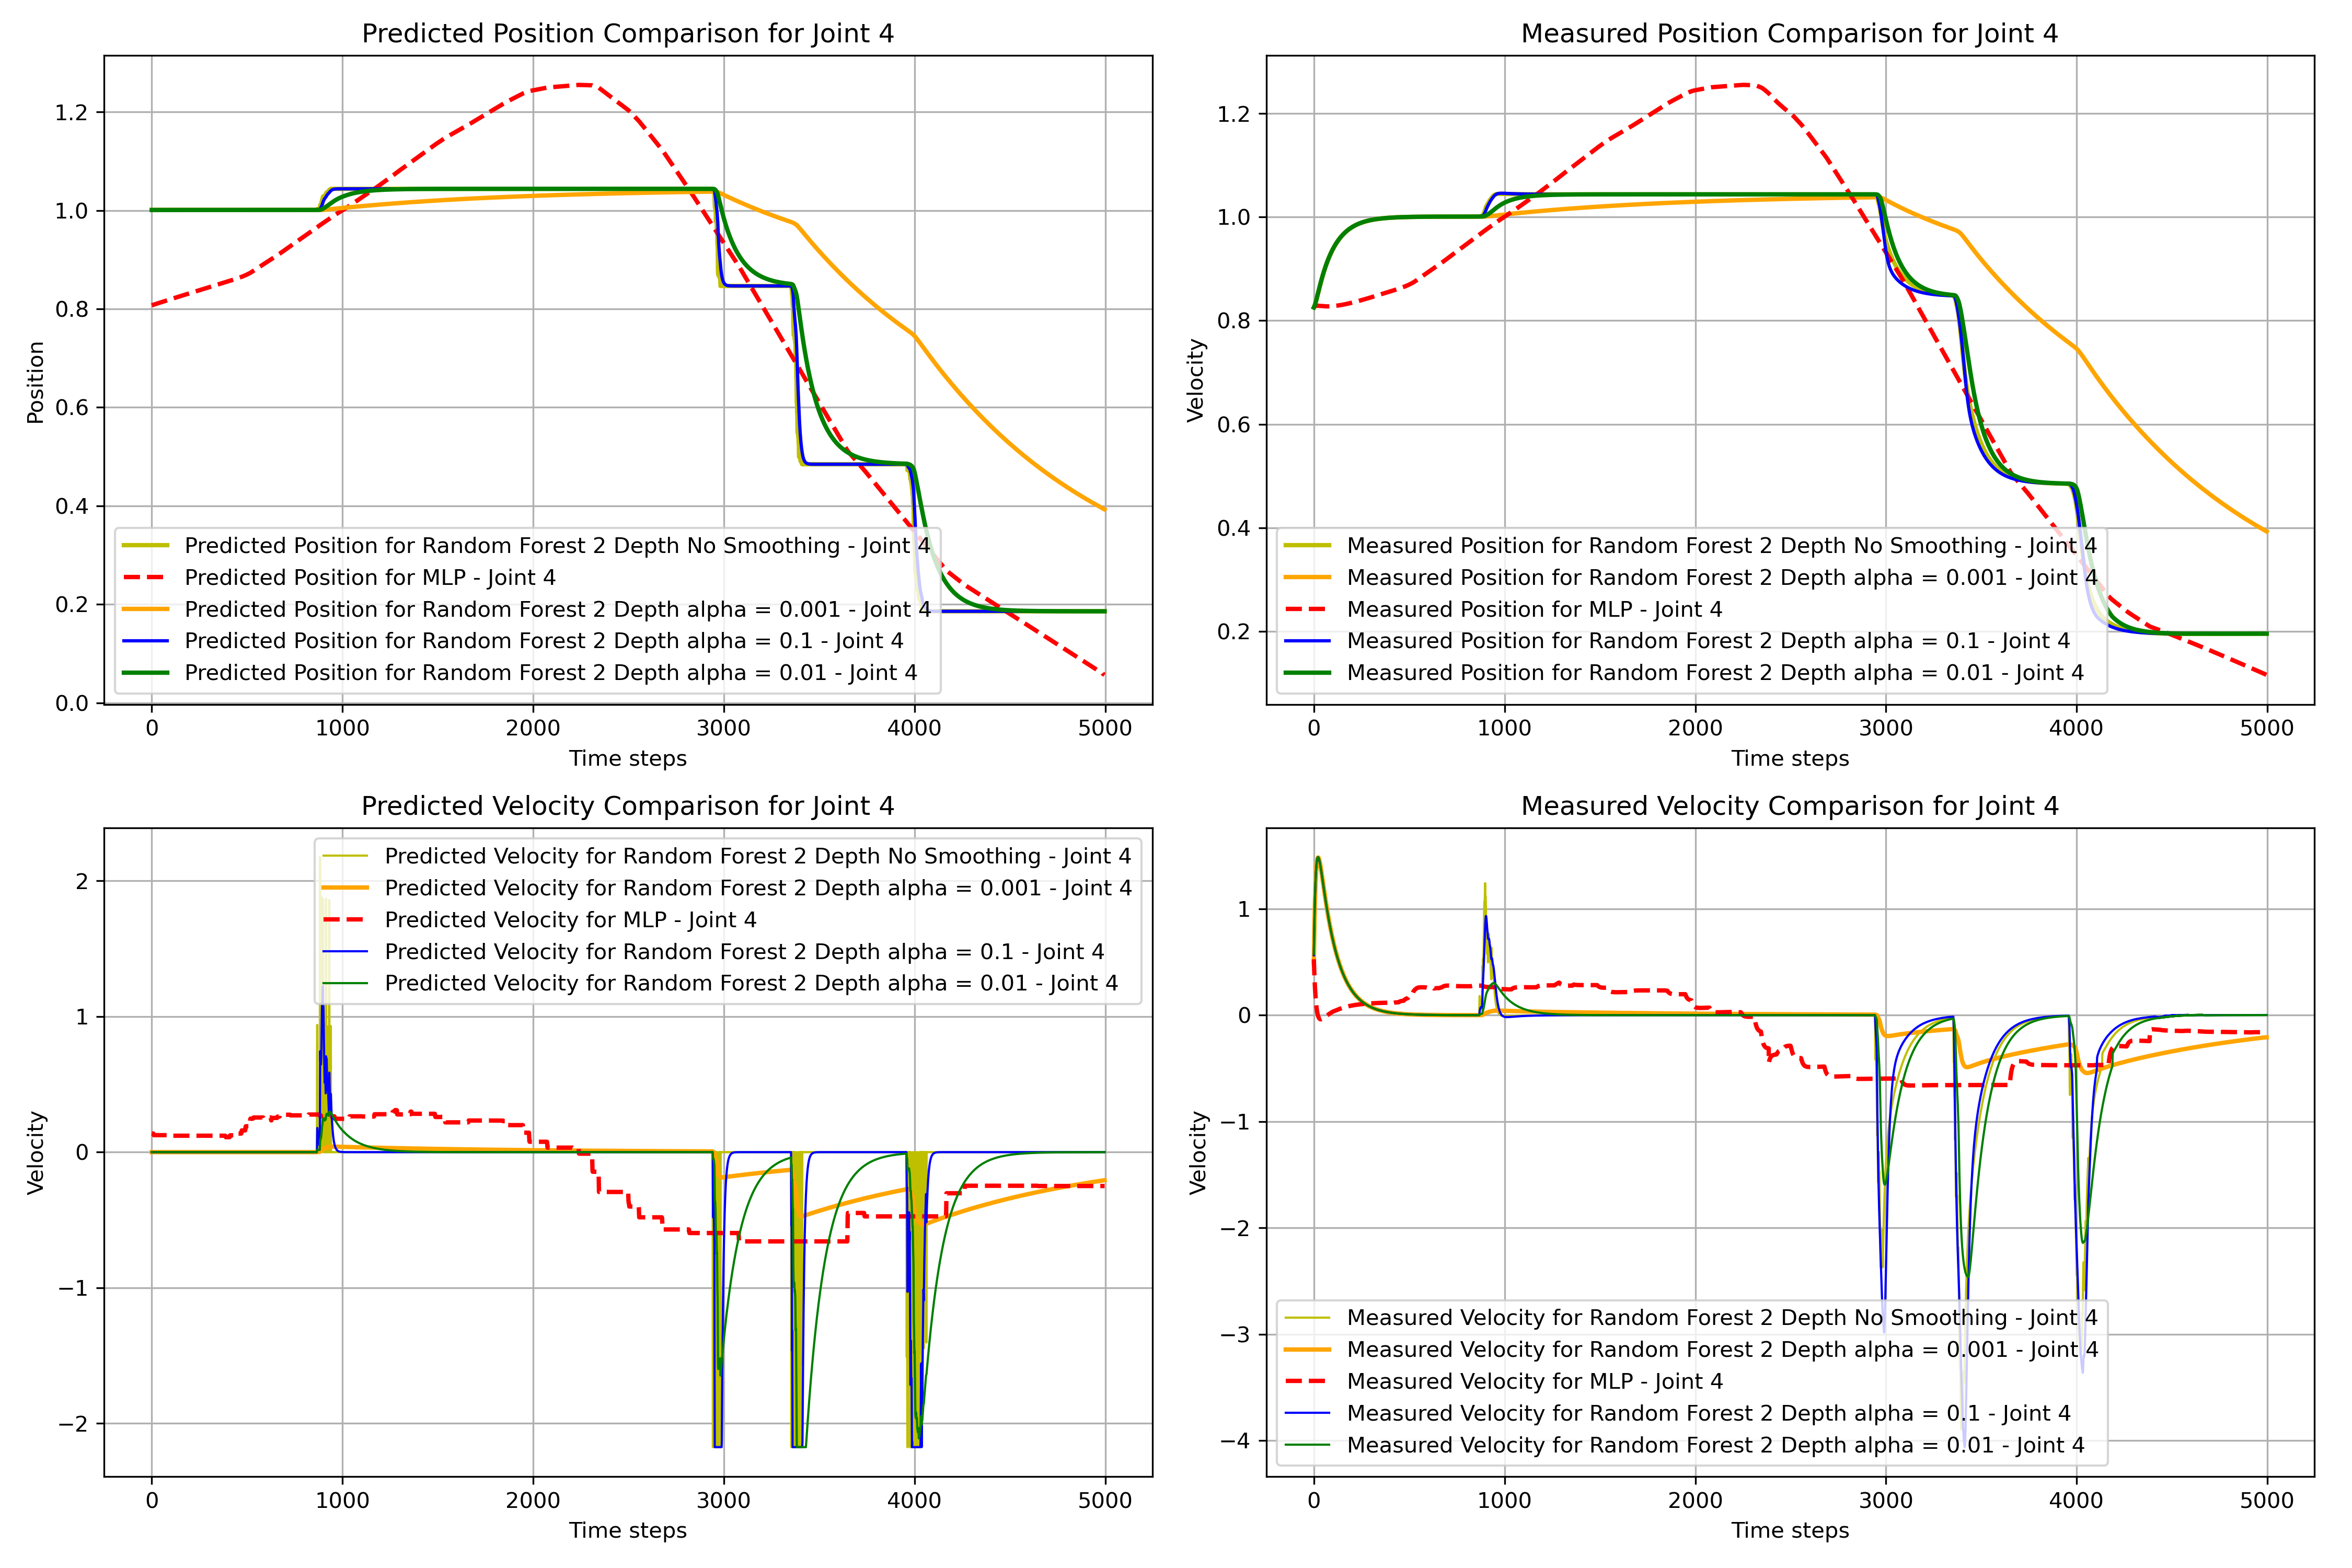 Predicted Position Comparison for Joint 4
Position
1.2
1.0
0.8
0.6
0.4
0.2
0.0
Predicted Position for Random Forest 2 Depth No Smoothing - Joint 4
Predicted Position for MLP - Joint 4
Predicted Position for Random Forest 2 Depth alpha = 0.001 - Joint 4
Predicted Position for Random Forest 2 Depth alpha = 0.1 - Joint 4
Predicted Position for Random Forest 2 Depth alpha = 0.01 - Joint 4
0 1000 2000 3000 4000 5000
Time steps
Measured Position Comparison for Joint 4
Velocity
1.2
1.0
0.8
0.6
0.4
0.2
Measured Position for Random Forest 2 Depth No Smoothing - Joint 4
Measured Position for Random Forest 2 Depth alpha = 0.001 - Joint 4
Measured Position for MLP - Joint 4
Measured Position for Random Forest 2 Depth alpha = 0.1 - Joint 4
Measured Position for Random Forest 2 Depth alpha = 0.01 - Joint 4
0 1000 2000 3000 4000 5000
Time steps
Predicted Velocity Comparison for Joint 4
Velocity
2
1
0
−1
−2
Predicted Velocity for Random Forest 2 Depth No Smoothing - Joint 4
Predicted Velocity for Random Forest 2 Depth alpha = 0.001 - Joint 4
Predicted Velocity for MLP - Joint 4
Predicted Velocity for Random Forest 2 Depth alpha = 0.1 - Joint 4
Predicted Velocity for Random Forest 2 Depth alpha = 0.01 - Joint 4
0 1000 2000 3000 4000 5000
Time steps
Measured Velocity Comparison for Joint 4
Velocity
1
0
−1
−2
−3
−4
Measured Velocity for Random Forest 2 Depth No Smoothing - Joint 4
Measured Velocity for Random Forest 2 Depth alpha = 0.001 - Joint 4
Measured Velocity for MLP - Joint 4
Measured Velocity for Random Forest 2 Depth alpha = 0.1 - Joint 4
Measured Velocity for Random Forest 2 Depth alpha = 0.01 - Joint 4
0 1000 2000 3000 4000 5000
Time steps